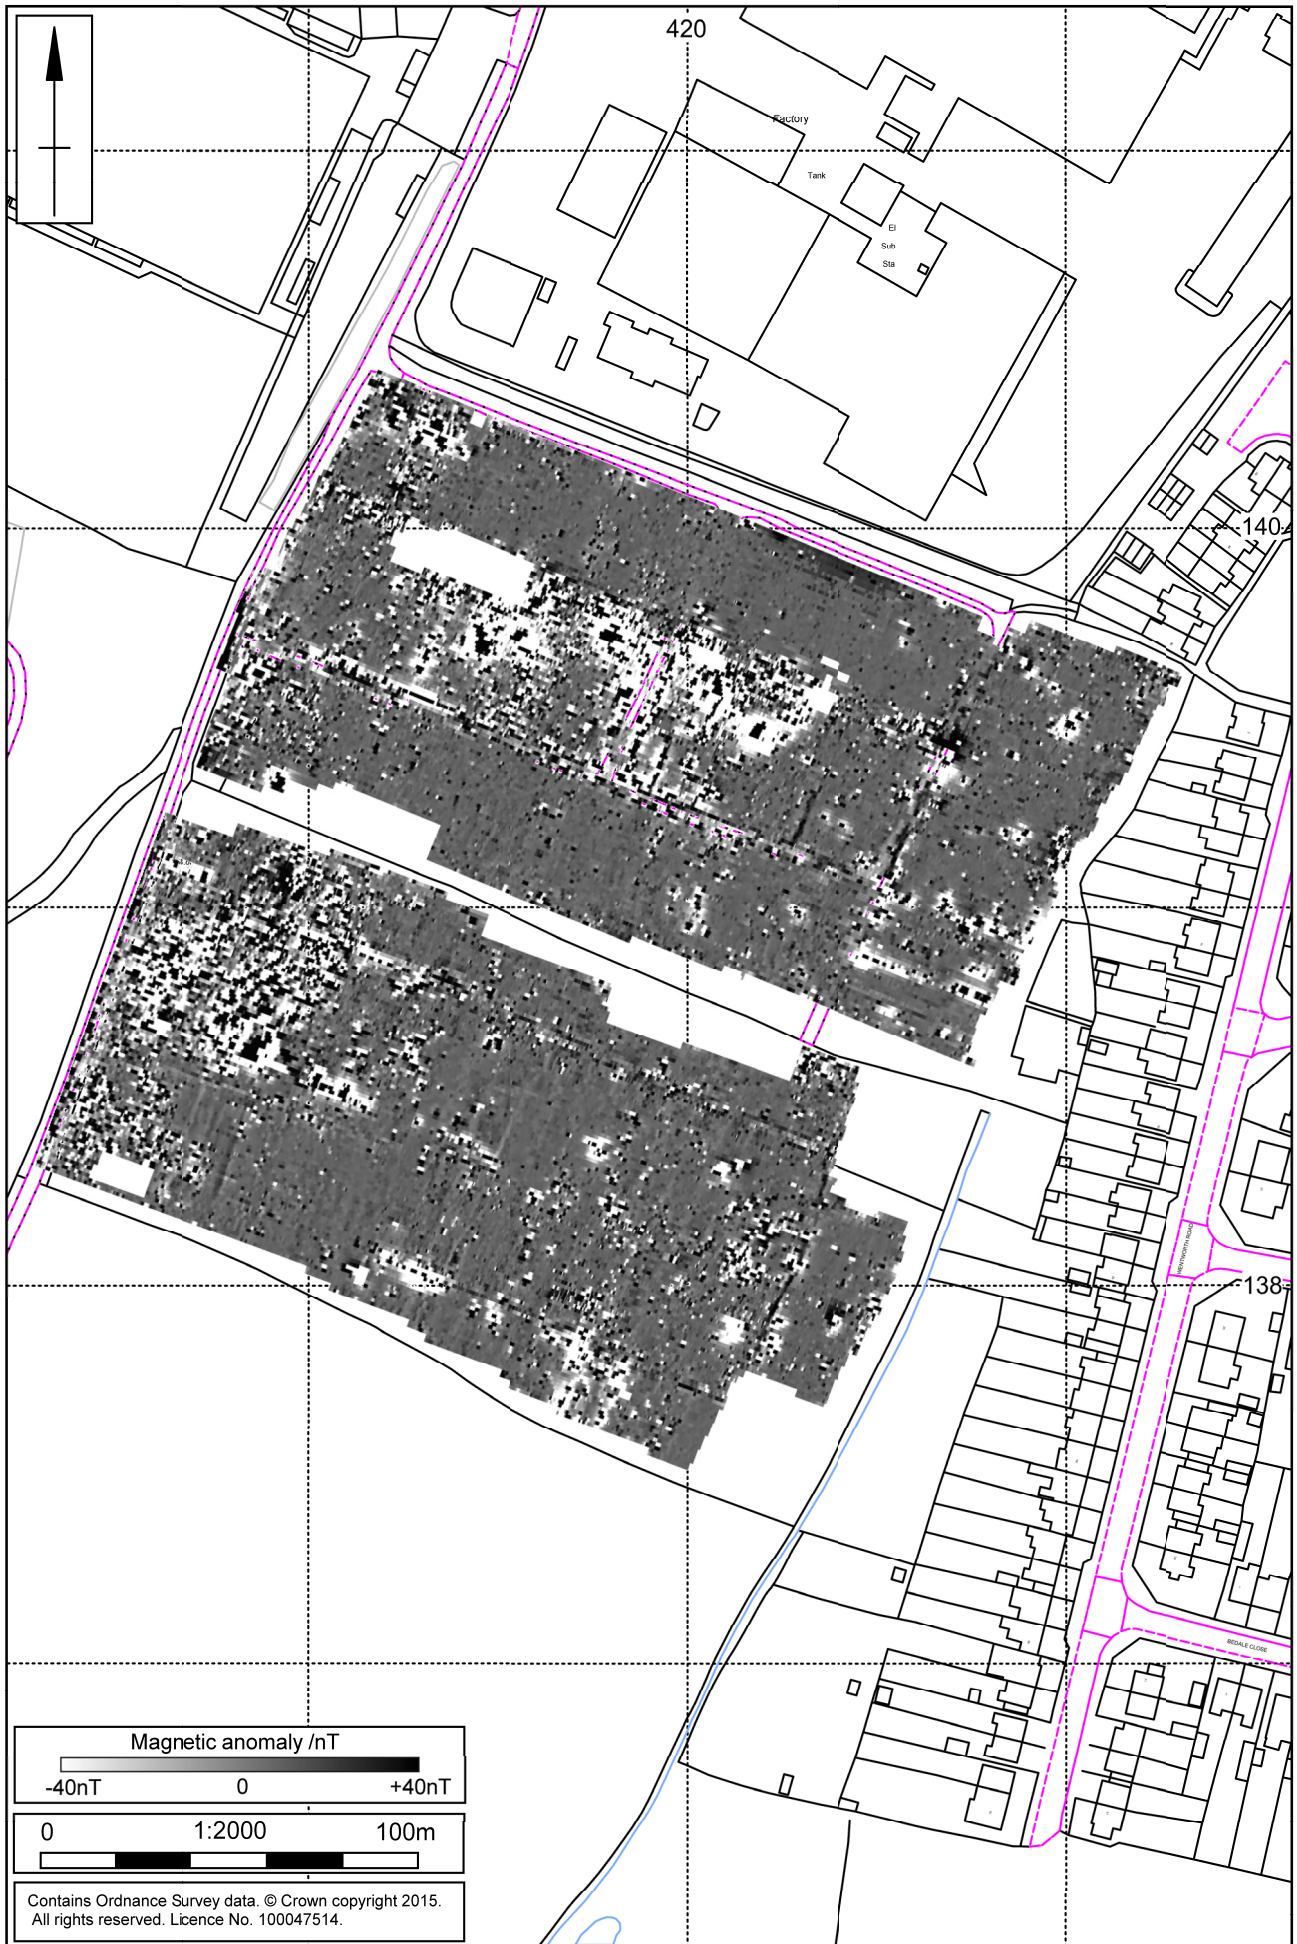 420
Factory
Tank
El
Sub
Sta
140
WENTWORTH ROAD
138
BEDALE CLOSE
Magnetic anomaly /nT
-40nT 0 +40nT
0 1:2000 100m
Contains Ordnance Survey data. © Crown copyright 2015.
All rights reserved. Licence No. 100047514.